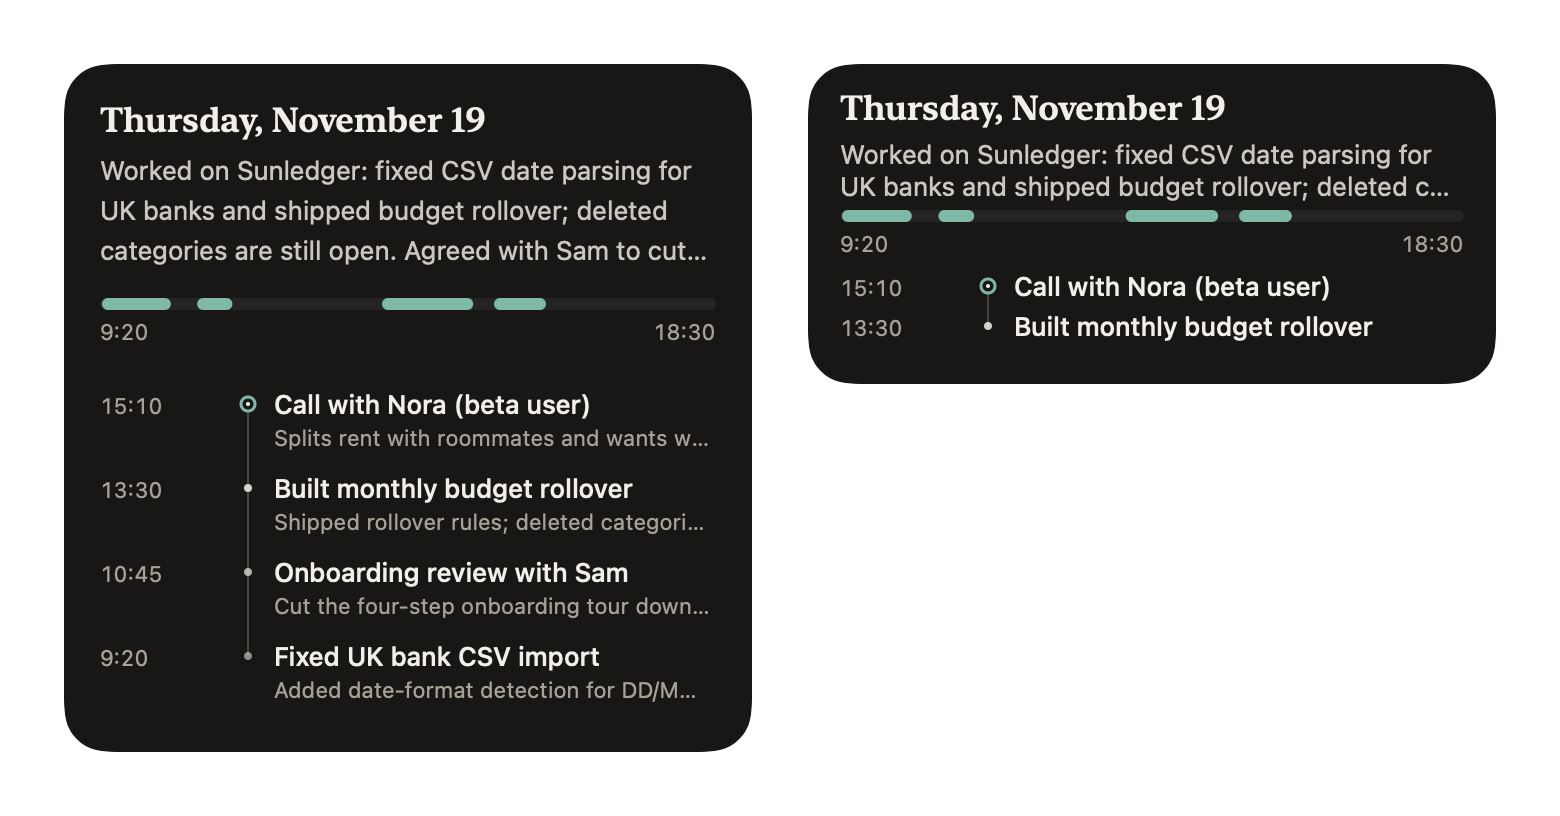 Thursday, November 19
Worked on Sunledger: fixed CSV date parsing for
UK banks and shipped budget rollover; deleted
categories are still open. Agreed with Sam to cut...
9:20 18:30
15:10 Call with Nora (beta user)
Splits rent with roommates and wants w...
13:30 Built monthly budget rollover
Shipped rollover rules; deleted categori...
10:45 Onboarding review with Sam
Cut the four-step onboarding tour down...
9:20 Fixed UK bank CSV import
Added date-format detection for DD/M...
Thursday, November 19
Worked on Sunledger: fixed CSV date parsing for
UK banks and shipped budget rollover; deleted c...
9:20 18:30
15:10 Call with Nora (beta user)
13:30 Built monthly budget rollover